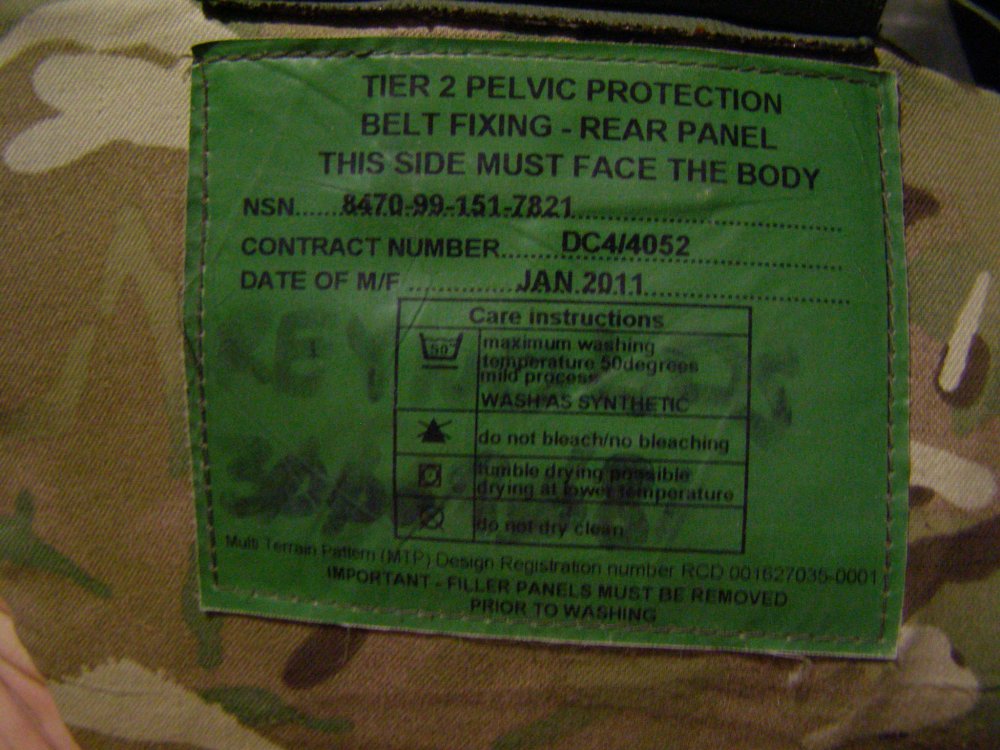 TIER 2 PELVIC PROTECTION
BELT FIXING - REAR PANEL
THIS SIDE MUST FACE THE BODY
NSN.....8470-99-151-7821
CONTRACT NUMBER......DC4/4052
DATE OF M/F ............JAN.2011
Care instructions
50°
maximum washing
temperature 50degrees
mild process
WASH AS SYNTHETIC
do not bleach/no bleaching
tumble drying possible
drying at lower temperature
do not dry clean
Multi Terrain Pattern (MTP) Design Registration number RCD 001627035-0001
IMPORTANT - FILLER PANELS MUST BE REMOVED
PRIOR TO WASHING